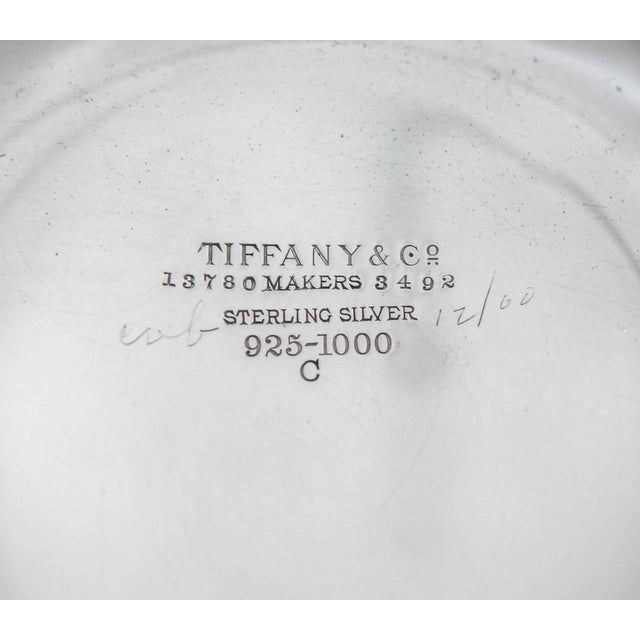 TIFFANY & Co
13780 MAKERS 3492
STERLING SILVER 12/00
925-1000
C